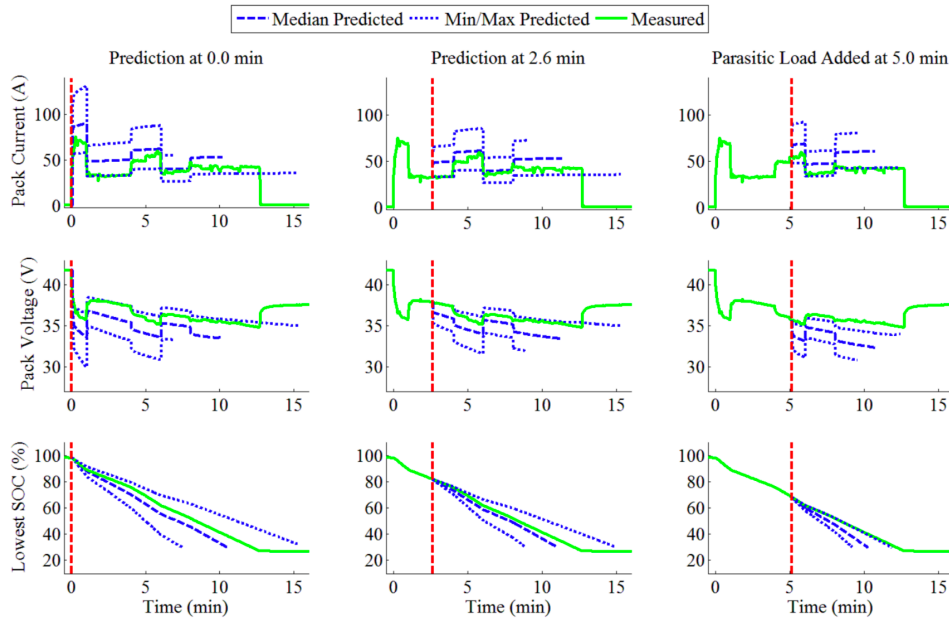 Median Predicted Min/Max Predicted Measured
Prediction at 0.0 min Prediction at 2.6 min Parasitic Load Added at 5.0 min
Pack Current (A)
100
50
0
0 5 10 15
100
50
0
0 5 10 15
100
50
0
0 5 10 15
Pack Voltage (V)
40
35
30
0 5 10 15
40
35
30
0 5 10 15
40
35
30
0 5 10 15
Lowest SOC (%)
100
80
60
40
20
0 5 10 15
Time (min)
100
80
60
40
20
0 5 10 15
Time (min)
100
80
60
40
20
0 5 10 15
Time (min)